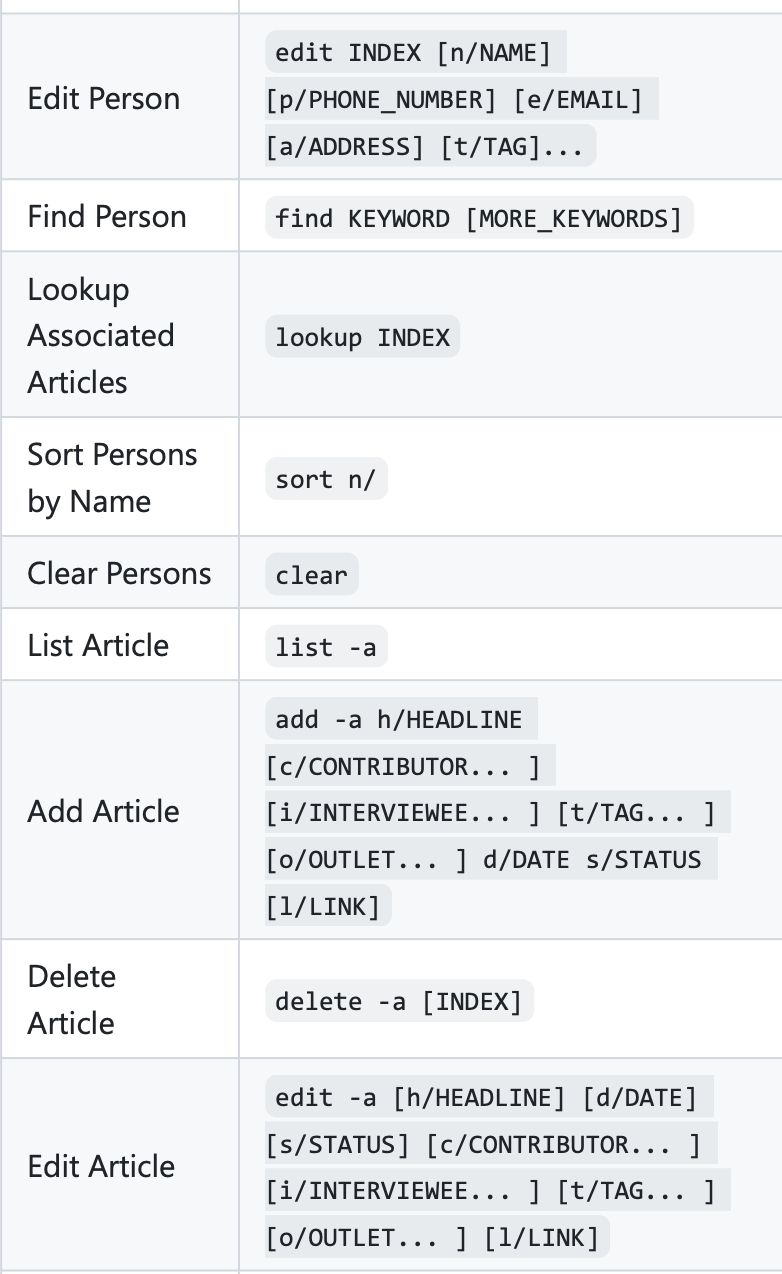 Edit Person
edit INDEX [n/NAME]
[p/PHONE_NUMBER] [e/EMAIL]
[a/ADDRESS] [t/TAG]...
Find Person
find KEYWORD [MORE_KEYWORDS]
Lookup
Associated
Articles
lookup INDEX
Sort Persons
by Name
sort n/
Clear Persons
clear
List Article
list -a
Add Article
add -a h/HEADLINE
[c/CONTRIBUTOR... ]
[i/INTERVIEWEE... ] [t/TAG... ]
[o/OUTLET... ] d/DATE s/STATUS
[l/LINK]
Delete
Article
delete -a [INDEX]
Edit Article
edit -a [h/HEADLINE] [d/DATE]
[s/STATUS] [c/CONTRIBUTOR... ]
[i/INTERVIEWEE... ] [t/TAG... ]
[o/OUTLET... ] [l/LINK]